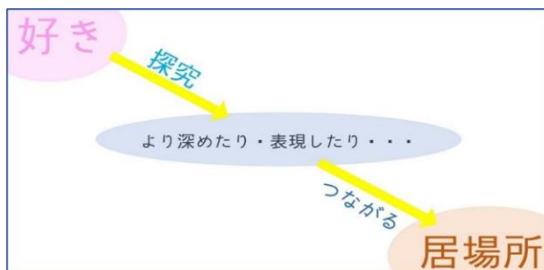 好き
探究
より深めたり・表現したり・・・
つながる
居場所